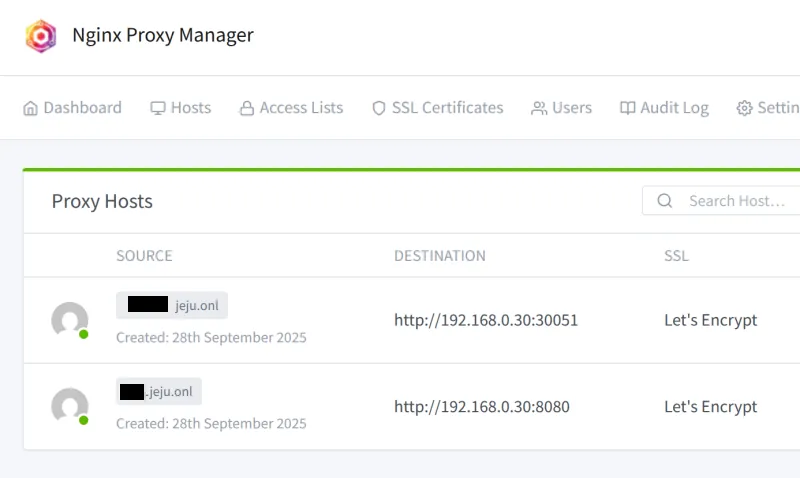 Nginx Proxy Manager
Dashboard Hosts Access Lists SSL Certificates Users Audit Log Settin
Proxy Hosts Search Host…
SOURCE DESTINATION SSL
jeju.onl
http://192.168.0.30:30051 Let's Encrypt
Created: 28th September 2025
.jeju.onl
http://192.168.0.30:8080 Let's Encrypt
Created: 28th September 2025